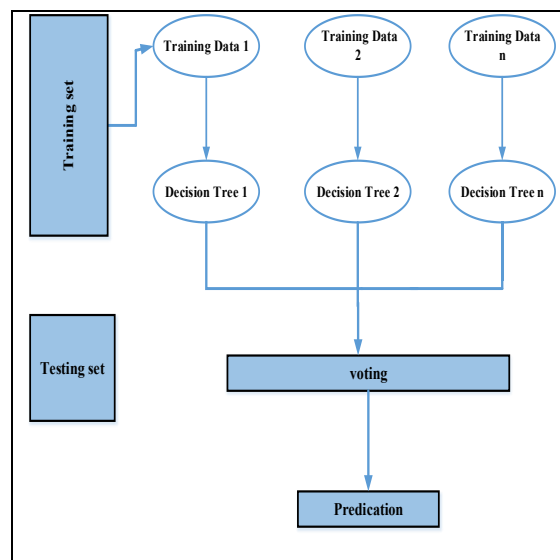 Training set
Training Data 1
Training Data
2
Training Data
n
Decision Tree 1
Decision Tree 2
Decision Tree n
Testing set
voting
Predication